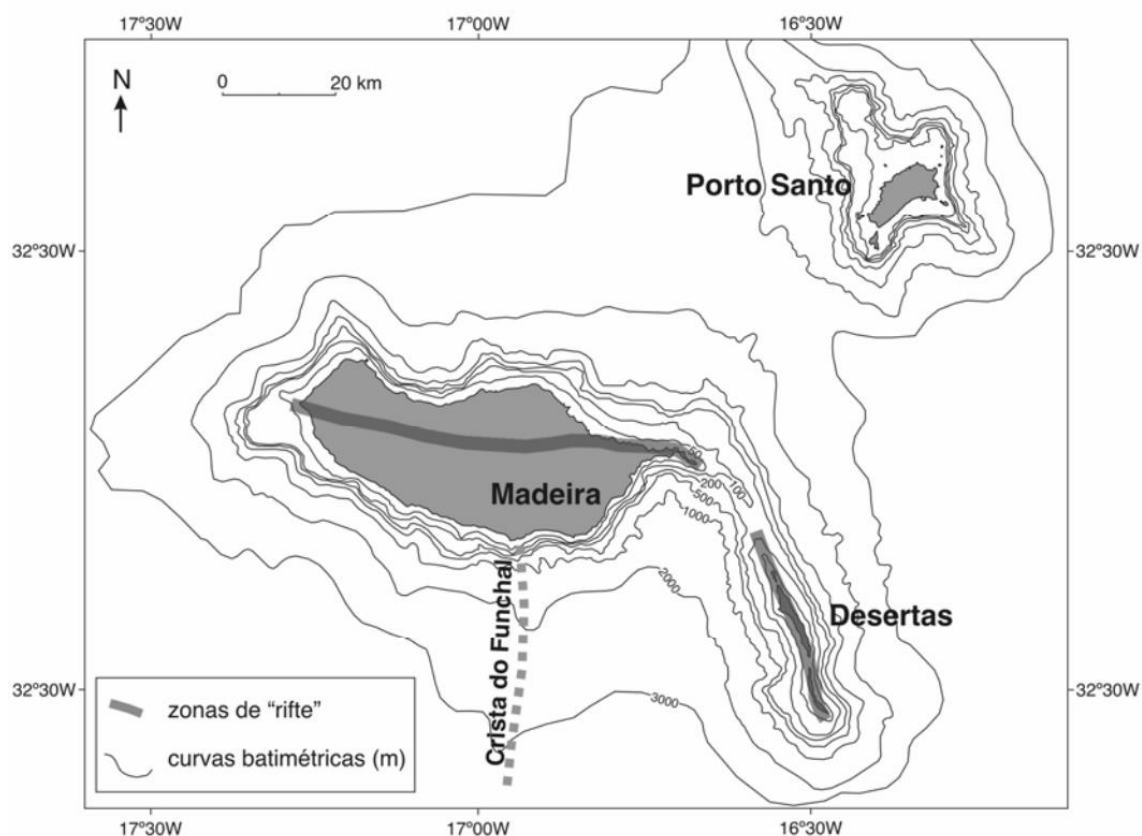 17°30W 17°00W 16°30W
N
0 20 km
Porto Santo
32°30W 32°30W
Madeira
50
100
200
500
1000
2000
3000
Crista do Funchal
Desertas
32°30W 32°30W
zonas de “rifte”
curvas batimétricas (m)
17°30W 17°00W 16°30W